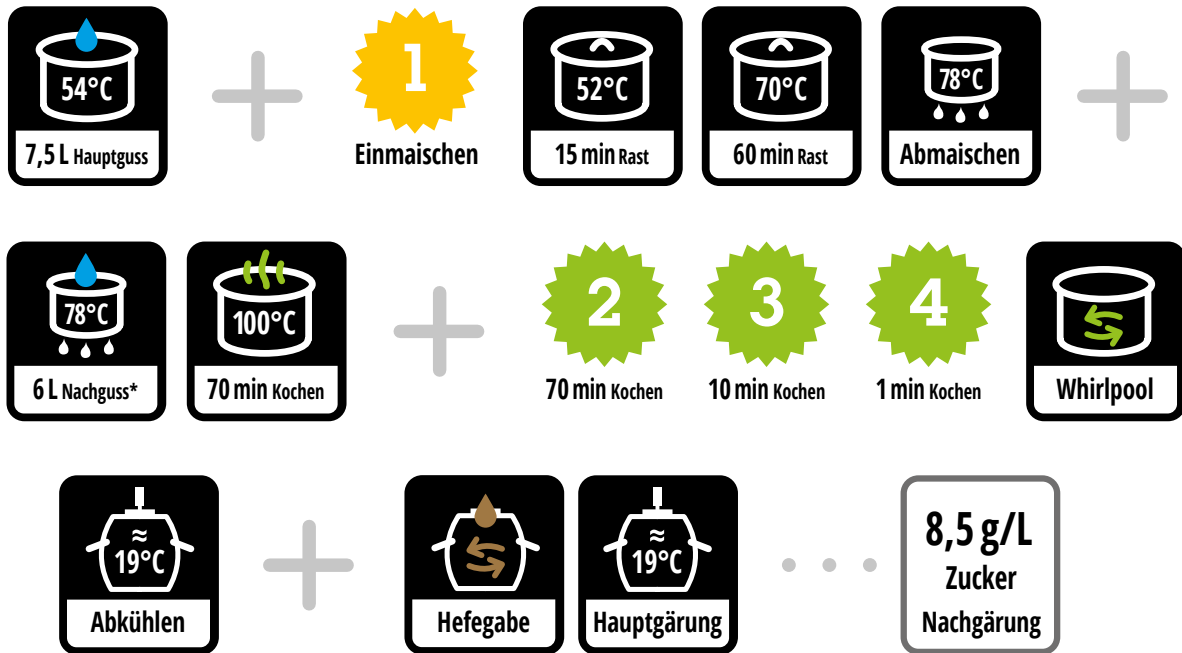 54°C
7,5 L Hauptguss
1
Einmaischen
52°C
15 min Rast
70°C
60 min Rast
78°C
Abmaischen
78°C
6 L Nachguss*
100°C
70 min Kochen
2
70 min Kochen
3
10 min Kochen
4
1 min Kochen
Whirlpool
≈
19°C
Abkühlen
Hefegabe
≈
19°C
Hauptgärung
8,5 g/L
Zucker
Nachgärung